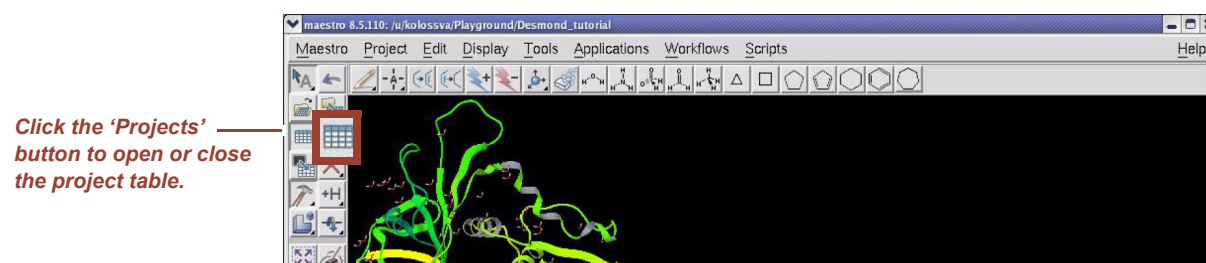 maestro 8.5.110: /u/kolossva/Playground/Desmond_tutorial
Maestro Project Edit Display Tools Applications Workflows Scripts Help
Click the ‘Projects’
button to open or close
the project table.
+H